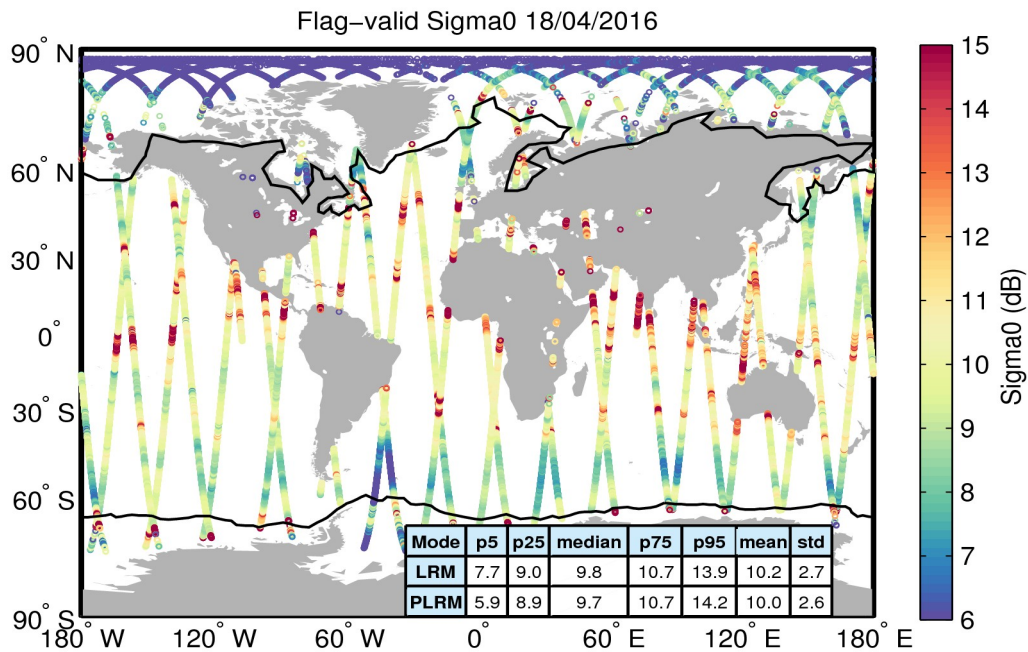 Flag−valid Sigma0 18/04/2016
90° N
60° N
30° N
0°
30° S
60° S
90° S
180° W
120° W
60° W
0°
60° E
120° E
180° E
15
14
13
12
11
10
9
8
7
6
Sigma0 (dB)
Mode p5 p25 median p75 p95 mean std
LRM 7.7 9.0 9.8 10.7 13.9 10.2 2.7
PLRM 5.9 8.9 9.7 10.7 14.2 10.0 2.6